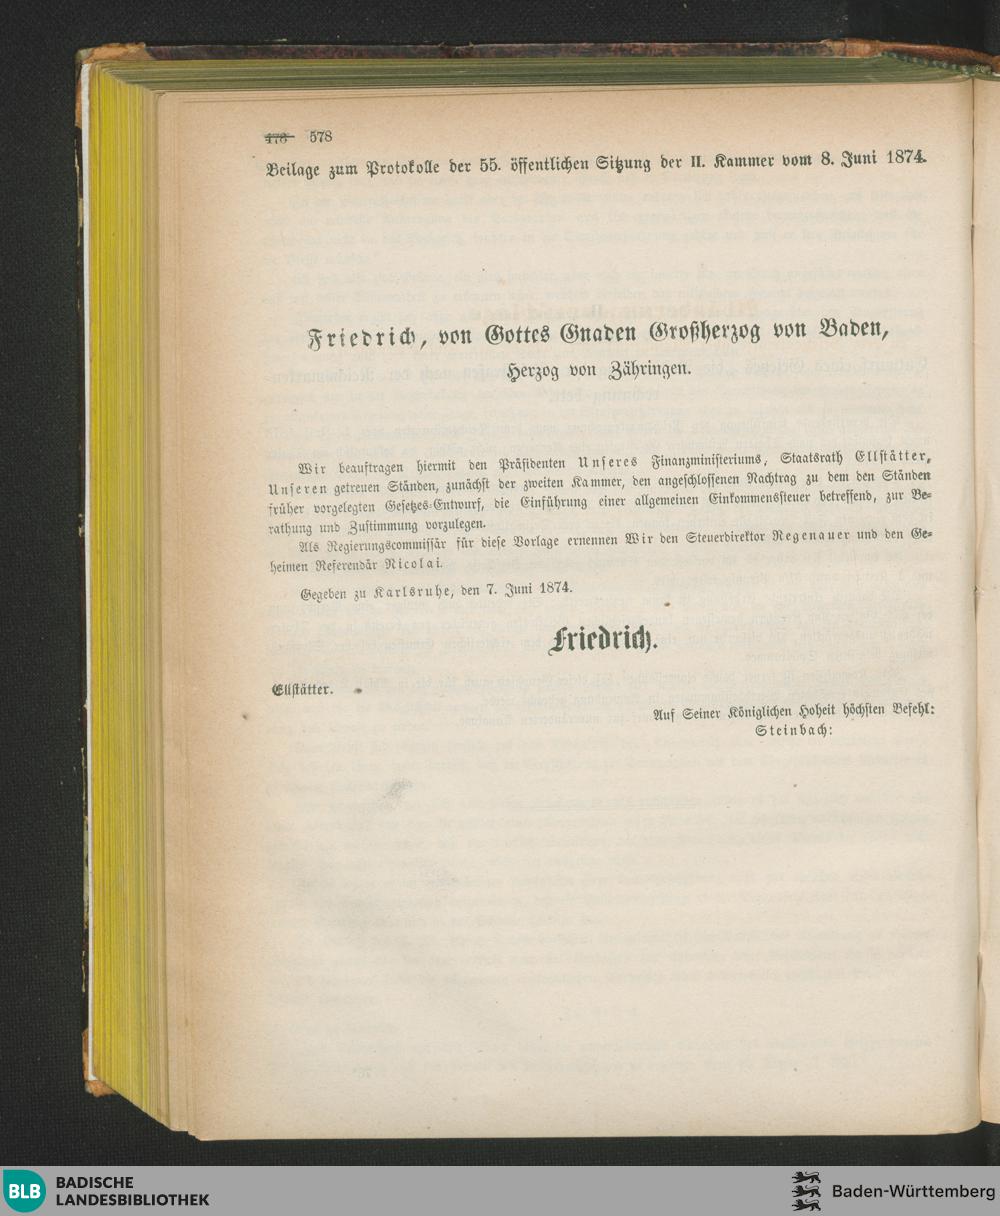 478 578
Beilage zum Protokolle der 55. öffentlichen Sitzung der II. Kammer vom 8. Juni 1874.
Friedrich, von Gottes Gnaden Großherzog von Baden,
Herzog von Zähringen.
Wir beauftragen hiermit den Präsidenten Unseres Finanzministeriums, Staatsrath Ellstätter,
Unseren getreuen Ständen, zunächst der zweiten Kammer, den angeschlossenen Nachtrag zu dem den Ständen
früher vorgelegten Gesetzes-Entwurf, die Einführung einer allgemeinen Einkommenssteuer betreffend, zur Be-
rathung und Zustimmung vorzulegen.
Als Regierungscommissär für diese Vorlage ernennen Wir den Steuerdirektor Regenauer und den Ge-
heimen Referendär Nicolai.
Gegeben zu Karlsruhe, den 7. Juni 1874.
Friedrich.
Ellstätter.
Auf Seiner Königlichen Hoheit höchsten Befehl:
Steinbach:
BLB BADISCHE
LANDESBIBLIOTHEK
Baden-Württemberg